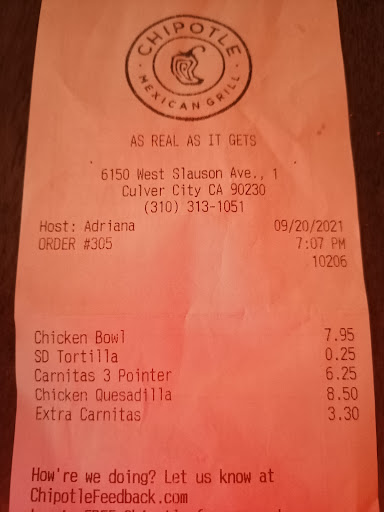 CHIPOTLE
MEXICAN GRILL
AS REAL AS IT GETS
6150 West Slauson Ave., 1
Culver City CA 90230
(310) 313-1051
Host: Adriana 09/20/2021
ORDER #305 7:07 PM
10206
Chicken Bowl 7.95
SD Tortilla 0.25
Carnitas 3 Pointer 6.25
Chicken Quesadilla 8.50
Extra Carnitas 3.30
How're we doing? Let us know at
ChipotleFeedback.com